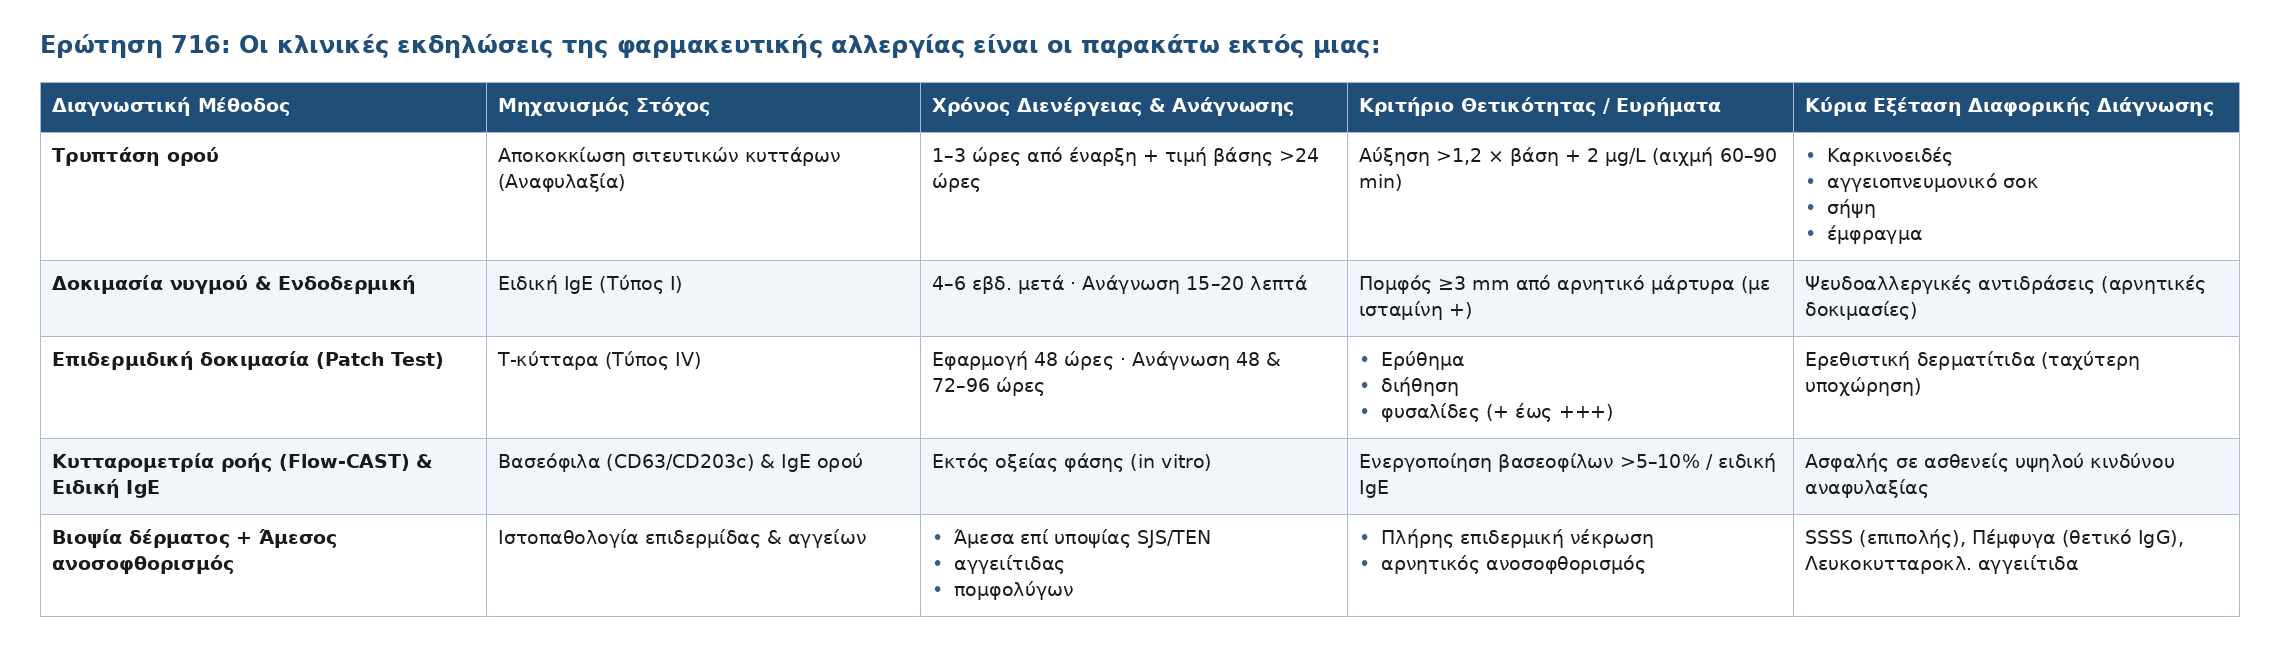 Ερώτηση 716: Οι κλινικές εκδηλώσεις της φαρμακευτικής αλλεργίας είναι οι παρακάτω εκτός μιας:
Διαγνωστική Μέθοδος
Μηχανισμός Στόχος
Χρόνος Διενέργειας & Ανάγνωσης
Κριτήριο Θετικότητας / Ευρήματα
Κύρια Εξέταση Διαφορικής Διάγνωσης
Τρυπτάση ορού
Αποκοκκίωση σιτευτικών κυττάρων
(Αναφυλαξία)
1–3 ώρες από έναρξη + τιμή βάσης >24
ώρες
Αύξηση >1,2 × βάση + 2 µg/L (αιχμή 60–90
min)
• Καρκινοειδές
• αγγειοπνευμονικό σοκ
• σήψη
• έμφραγμα
Δοκιμασία νυγμού & Ενδοδερμική
Ειδική IgE (Τύπος I)
4–6 εβδ. μετά · Ανάγνωση 15–20 λεπτά
Πομφός ≥3 mm από αρνητικό μάρτυρα (με
ισταμίνη +)
Ψευδοαλλεργικές αντιδράσεις (αρνητικές
δοκιμασίες)
Επιδερμιδική δοκιμασία (Patch Test)
Τ-κύτταρα (Τύπος IV)
Εφαρμογή 48 ώρες · Ανάγνωση 48 &
72–96 ώρες
• Ερύθημα
• διήθηση
• φυσαλίδες (+ έως +++)
Ερεθιστική δερματίτιδα (ταχύτερη
υποχώρηση)
Κυτταρομετρία ροής (Flow-CAST) &
Ειδική IgE
Βασεόφιλα (CD63/CD203c) & IgE ορού
Εκτός οξείας φάσης (in vitro)
Ενεργοποίηση βασεοφίλων >5–10% / ειδική
IgE
Ασφαλής σε ασθενείς υψηλού κινδύνου
αναφυλαξίας
Βιοψία δέρματος + Άμεσος
ανοσοφθορισμός
Ιστοπαθολογία επιδερμίδας & αγγείων
• Άμεσα επί υποψίας SJS/TEN
• αγγειίτιδας
• πομφολύγων
• Πλήρης επιδερμική νέκρωση
• αρνητικός ανοσοφθορισμός
SSSS (επιπολής), Πέμφυγα (θετικό IgG),
Λευκοκυτταροκλ. αγγειίτιδα